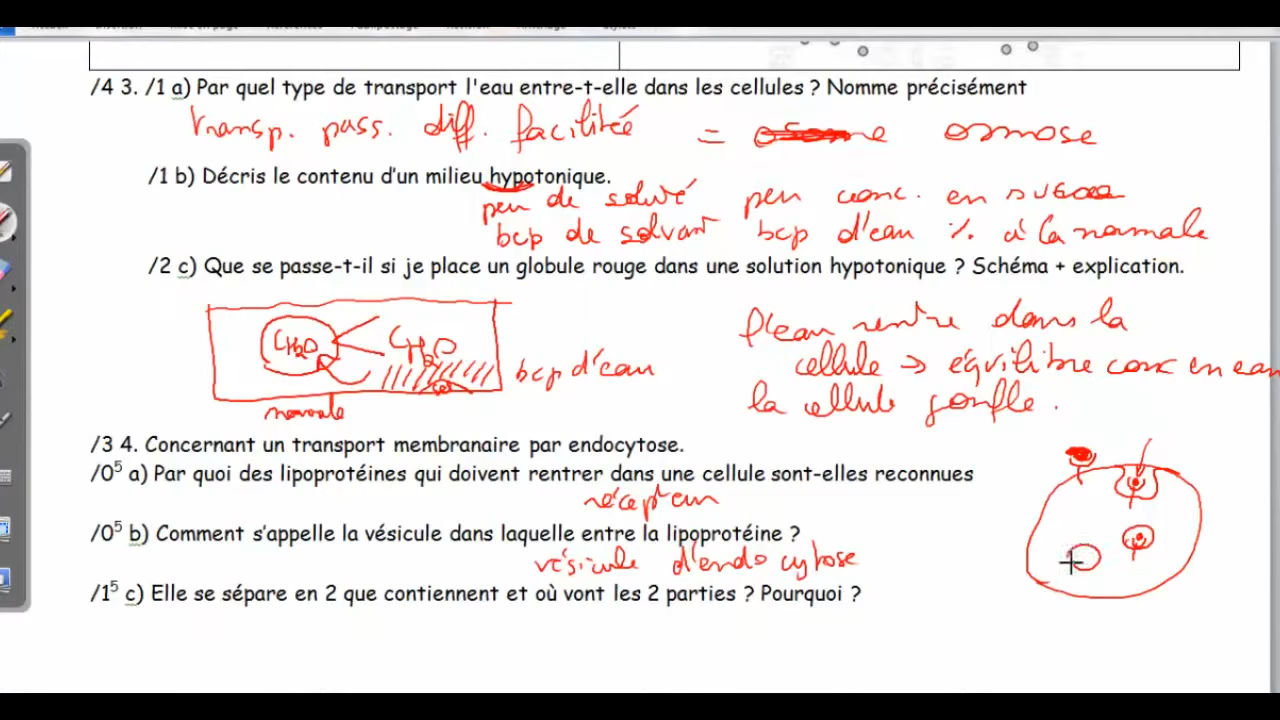 /4 3. /1 a) Par quel type de transport l'eau entre-t-elle dans les cellules ? Nomme précisément
transp. pass. diff. facilitée = osmose
/1 b) Décris le contenu d'un milieu hypotonique.
peu de soluté peu conc. en
bcp de solvant bcp d'eau % à la normale
/2 c) Que se passe-t-il si je place un globule rouge dans une solution hypotonique ? Schéma + explication.
CH2O CH2O
bcp d'eau
normale
l'eau rentre dans la
cellule → équilibre conc en eau
la cellule gonfle.
/3 4. Concernant un transport membranaire par endocytose.
/0⁵ a) Par quoi des lipoprotéines qui doivent rentrer dans une cellule sont-elles reconnues
récepteur
/0⁵ b) Comment s'appelle la vésicule dans laquelle entre la lipoprotéine ?
vésicule d'endocytose
/1⁵ c) Elle se sépare en 2 que contiennent et où vont les 2 parties ? Pourquoi ?